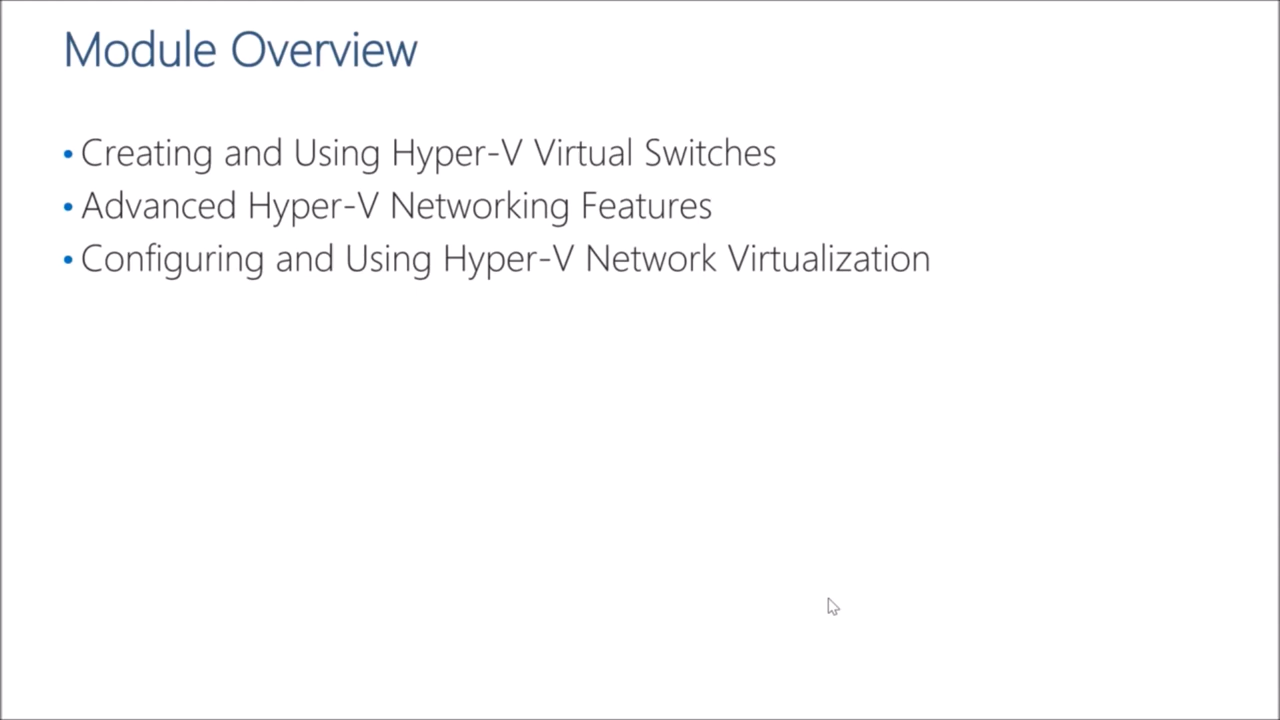 Module Overview
• Creating and Using Hyper-V Virtual Switches
• Advanced Hyper-V Networking Features
• Configuring and Using Hyper-V Network Virtualization